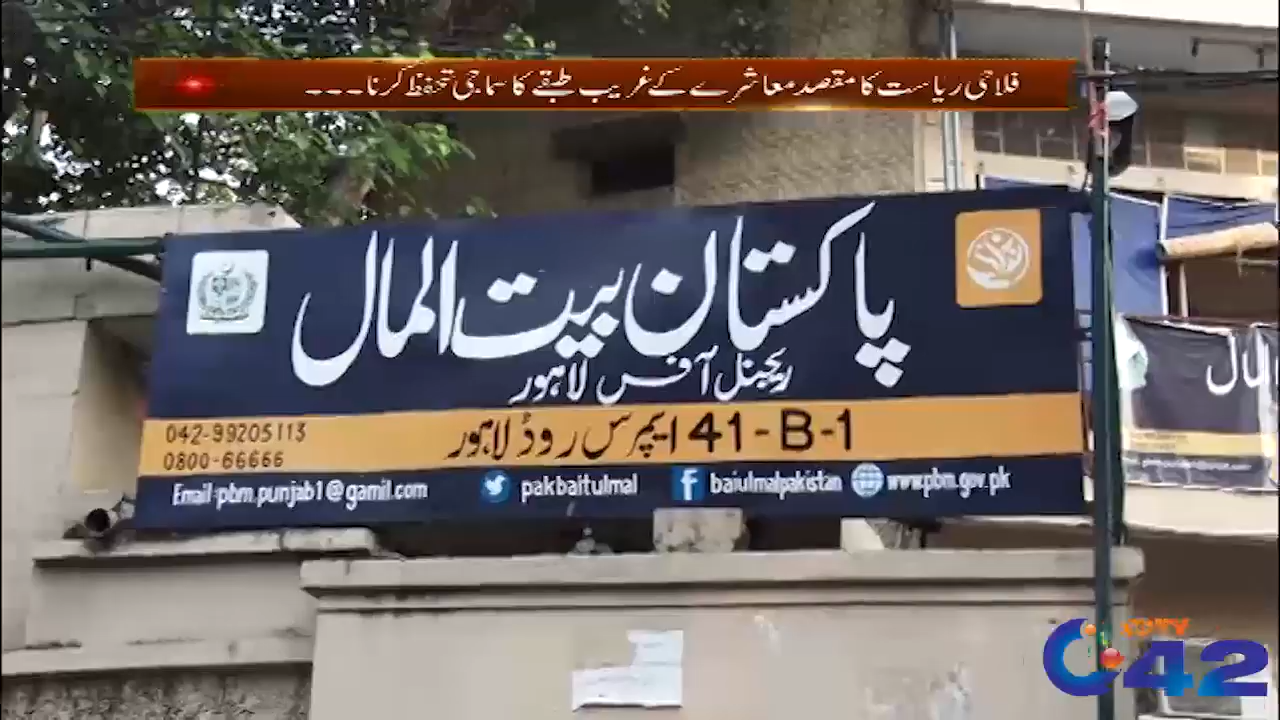 فلاحی ریاست کا مقصد معاشرے کے غریب طبقے کا سماجی تحفظ کرنا۔۔۔
پاکستان بیت المال
ریجنل آفس لاہور
41-B-1 ایمپرس روڈ لاہور
042-99205113
0800-66666
Email:pbm.punjab1@gamil.com
pakbaitulmal
baiulmalpakistan
www.pbm.gov.pk
المال
42